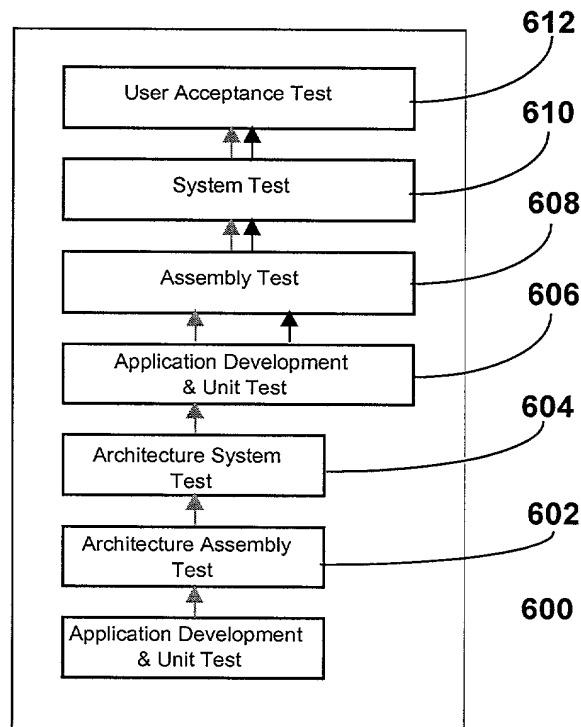 612
User Acceptance Test
610
System Test
608
Assembly Test
606
Application Development
& Unit Test
604
Architecture System
Test
602
Architecture Assembly
Test
600
Application Development
& Unit Test